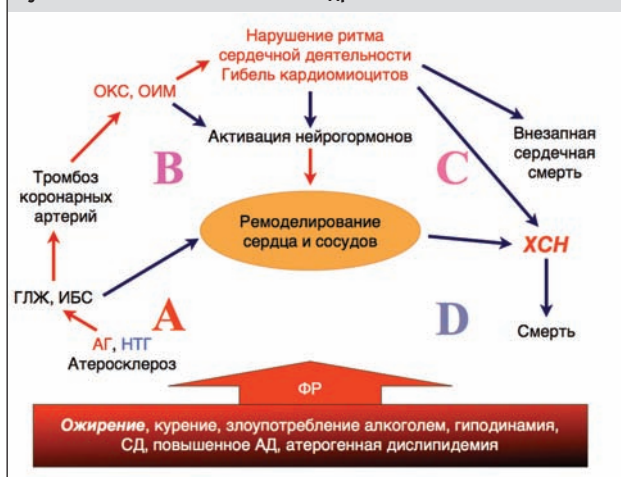 Нарушение ритма
сердечной деятельности
Гибель кардиомиоцитов
ОКС, ОИМ
Активация нейрогормонов
Внезапная
сердечная
смерть
B
C
Тромбоз
коронарных
артерий
Ремоделирование
сердца и сосудов
ХСН
ГЛЖ, ИБС
A
D
АГ, НТГ
Атеросклероз
Смерть
ФР
Ожирение, курение, злоупотребление алкоголем, гиподинамия,
СД, повышенное АД, атерогенная дислипидемия